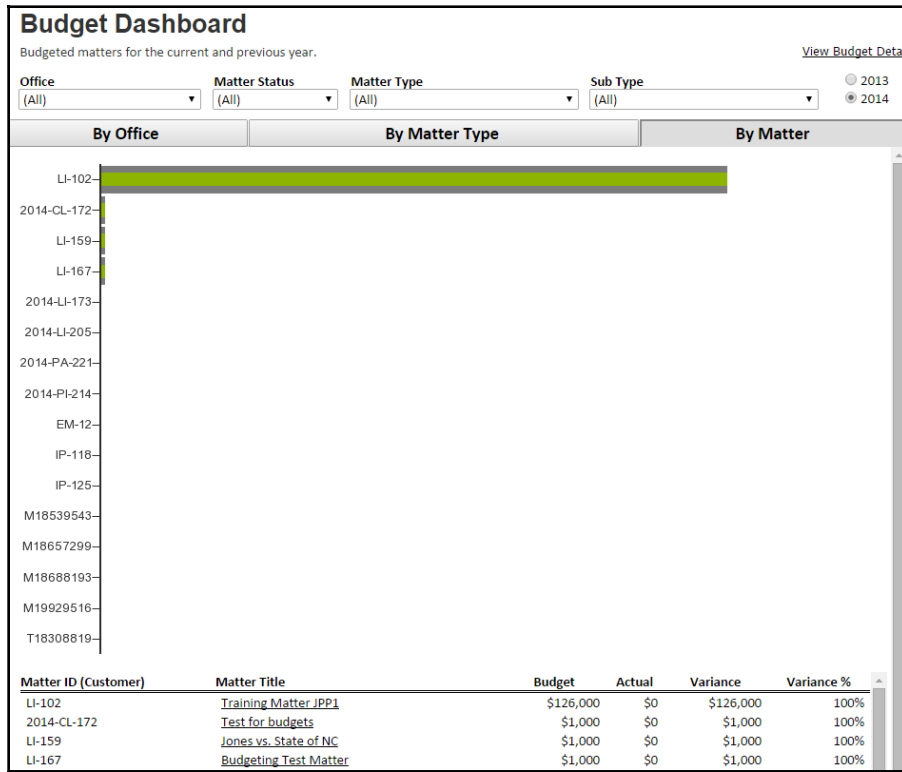 Budget Dashboard
Budgeted matters for the current and previous year.
View Budget Deta
Office Matter Status Matter Type Sub Type 2013
(All) (All) (All) (All) 2014
By Office By Matter Type By Matter
LI-102
2014-CL-172
LI-159
LI-167
2014-LI-173
2014-LI-205
2014-PA-221
2014-PI-214
EM-12
IP-118
IP-125
M18539543
M18657299
M18688193
M19929516
T18308819
Matter ID (Customer) Matter Title Budget Actual Variance Variance %
LI-102 Training Matter JPP1 $126,000 $0 $126,000 100%
2014-CL-172 Test for budgets $1,000 $0 $1,000 100%
LI-159 Jones vs. State of NC $1,000 $0 $1,000 100%
LI-167 Budgeting Test Matter $1,000 $0 $1,000 100%